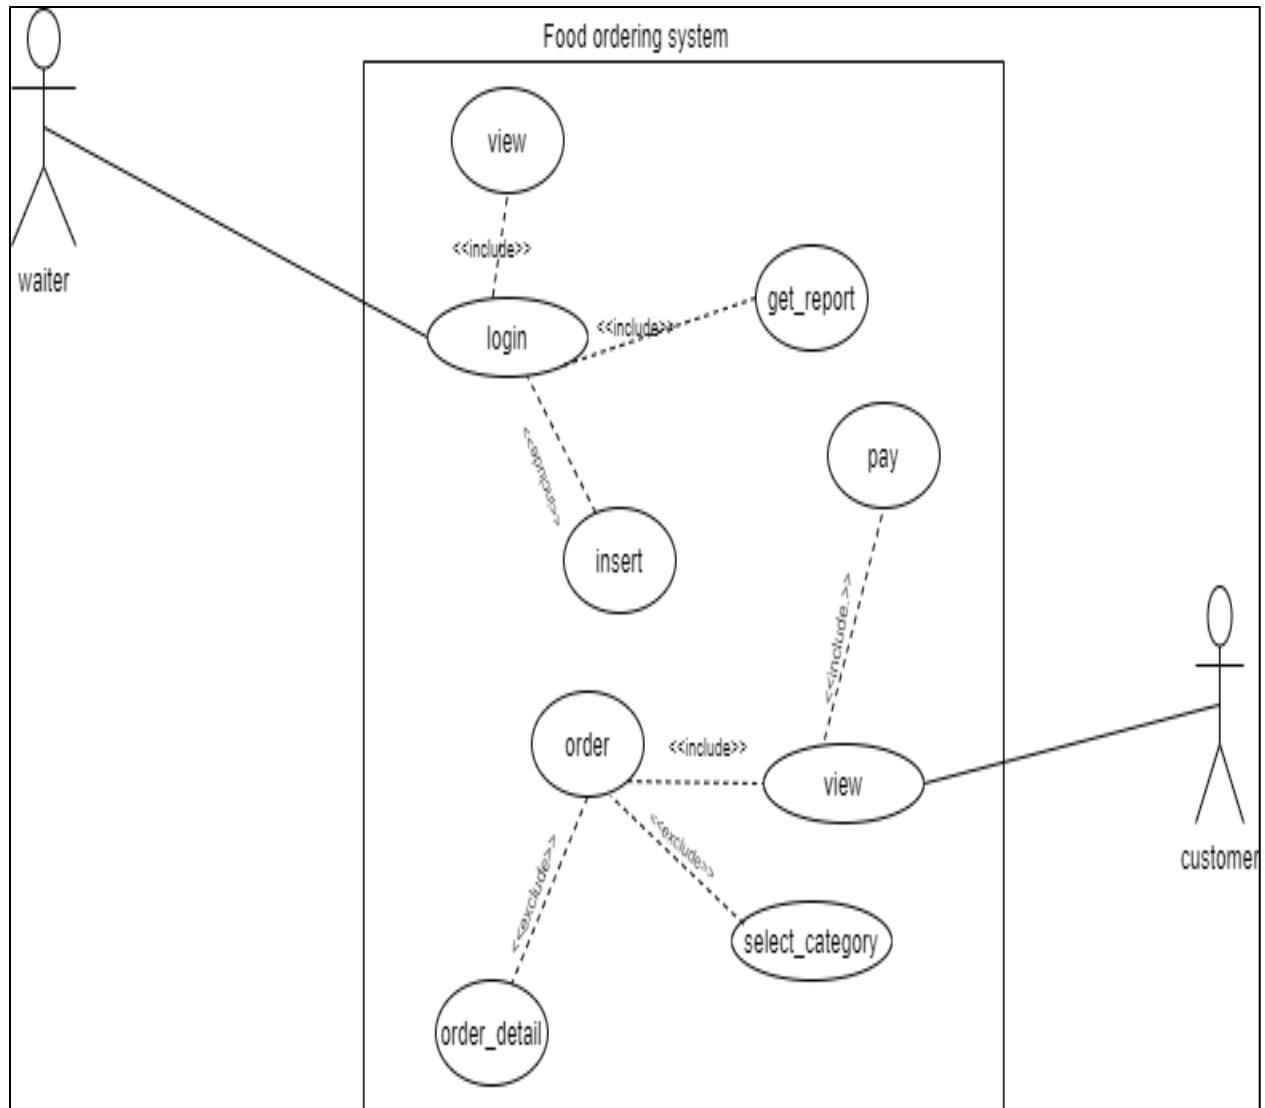 Food ordering system
view
<<include>>
waiter
get_report
<<include>>
login
<<include>>
pay
insert
<<include.>>
order
<<include>>
view
<<exclude>>
<<exclude>>
customer
select_category
order_detail